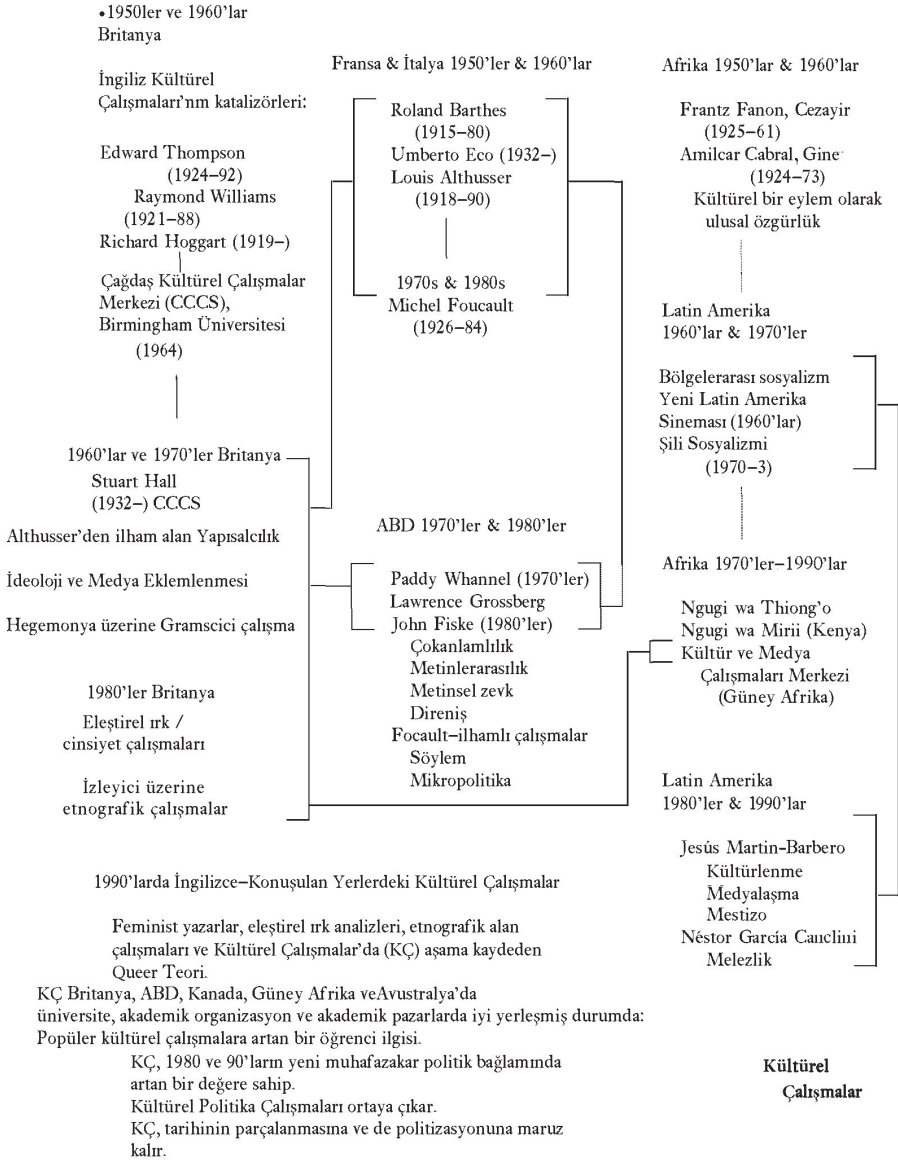 •1950ler ve 1960'lar
Britanya
İngiliz Kültürel
Çalışmaları'nm katalizörleri:
Edward Thompson
(1924–92)
Raymond Williams
(1921–88)
Richard Hoggart (1919–)
Çağdaş Kültürel Çalışmalar
Merkezi (CCCS),
Birmingham Üniversitesi
(1964)
1960'lar ve 1970'ler Britanya
Stuart Hall
(1932–) CCCS
Althusser'den ilham alan Yapısalcılık
İdeoloji ve Medya Eklemlenmesi
Hegemonya üzerine Gramscici çalışma
1980'ler Britanya
Eleştirel ırk /
cinsiyet çalışmaları
İzleyici üzerine
etnografik çalışmalar
Fransa & İtalya 1950'ler & 1960'lar
Roland Barthes
(1915–80)
Umberto Eco (1932–)
Louis Althusser
(1918–90)
1970s & 1980s
Michel Foucault
(1926–84)
ABD 1970'ler & 1980'ler
Paddy Whannel (1970'ler)
Lawrence Grossberg
John Fiske (1980'ler)
Çokanlamlılık
Metinlerarasılık
Metinsel zevk
Direniş
Focault–ilhamlı çalışmalar
Söylem
Mikropolitika
Afrika 1950'lar & 1960'lar
Frantz Fanon, Cezayir
(1925–61)
Amilcar Cabral, Gine
(1924–73)
Kültürel bir eylem olarak
ulusal özgürlük
Latin Amerika
1960'lar & 1970'ler
Bölgelerarası sosyalizm
Yeni Latin Amerika
Sineması (1960'lar)
Şili Sosyalizmi
(1970–3)
Afrika 1970'ler–1990'lar
Ngugi wa Thiong'o
Ngugi wa Mirii (Kenya)
Kültür ve Medya
Çalışmaları Merkezi
(Güney Afrika)
Latin Amerika
1980'ler & 1990'lar
Jesús Martin-Barbero
Kültürlenme
Medyalaşma
Mestizo
Néstor García Canclini
Melezlik
1990'larda İngilizce–Konuşulan Yerlerdeki Kültürel Çalışmalar
Feminist yazarlar, eleştirel ırk analizleri, etnografik alan
çalışmaları ve Kültürel Çalışmalar'da (KÇ) aşama kaydeden
Queer Teori.
KÇ Britanya, ABD, Kanada, Güney Afrika veAvustralya'da
üniversite, akademik organizasyon ve akademik pazarlarda iyi yerleşmiş durumda:
Popüler kültürel çalışmalara artan bir öğrenci ilgisi.
KÇ, 1980 ve 90'ların yeni muhafazakar politik bağlamında
artan bir değere sahip.
Kültürel Politika Çalışmaları ortaya çıkar.
KÇ, tarihinin parçalanmasına ve de politizasyonuna maruz
kalır.
Kültürel
Çalışmalar